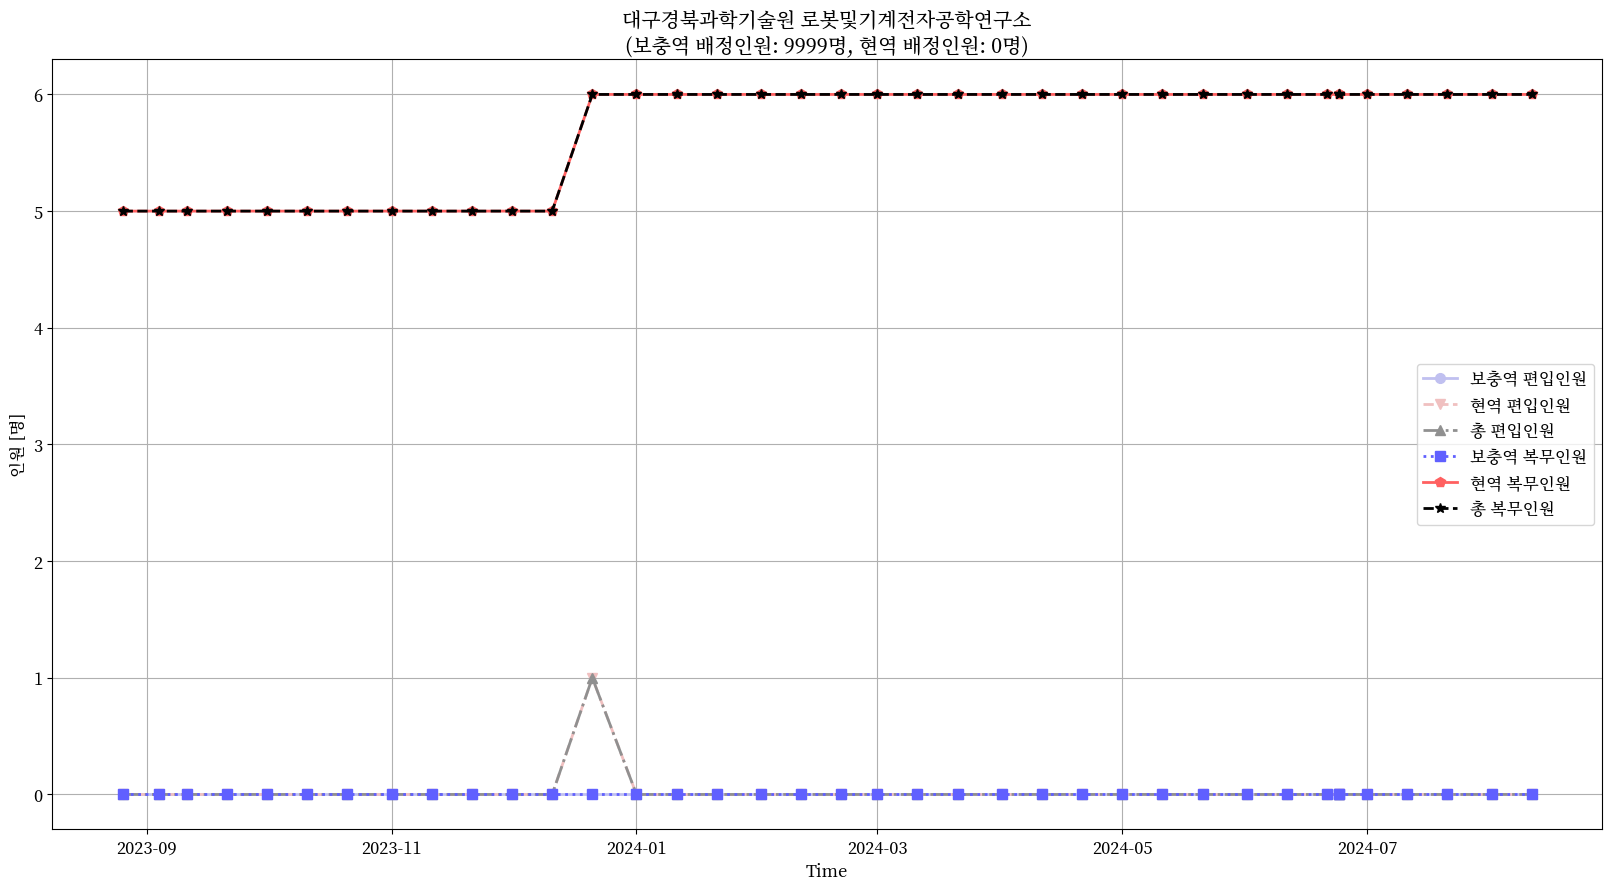 대구경북과학기술원 로봇및기계전자공학연구소
(보충역 배정인원: 9999명, 현역 배정인원: 0명)
6
5
4
3
2
1
0
인원 [명]
보충역 편입인원
현역 편입인원
총 편입인원
보충역 복무인원
현역 복무인원
총 복무인원
2023-09
2023-11
2024-01
2024-03
2024-05
2024-07
Time